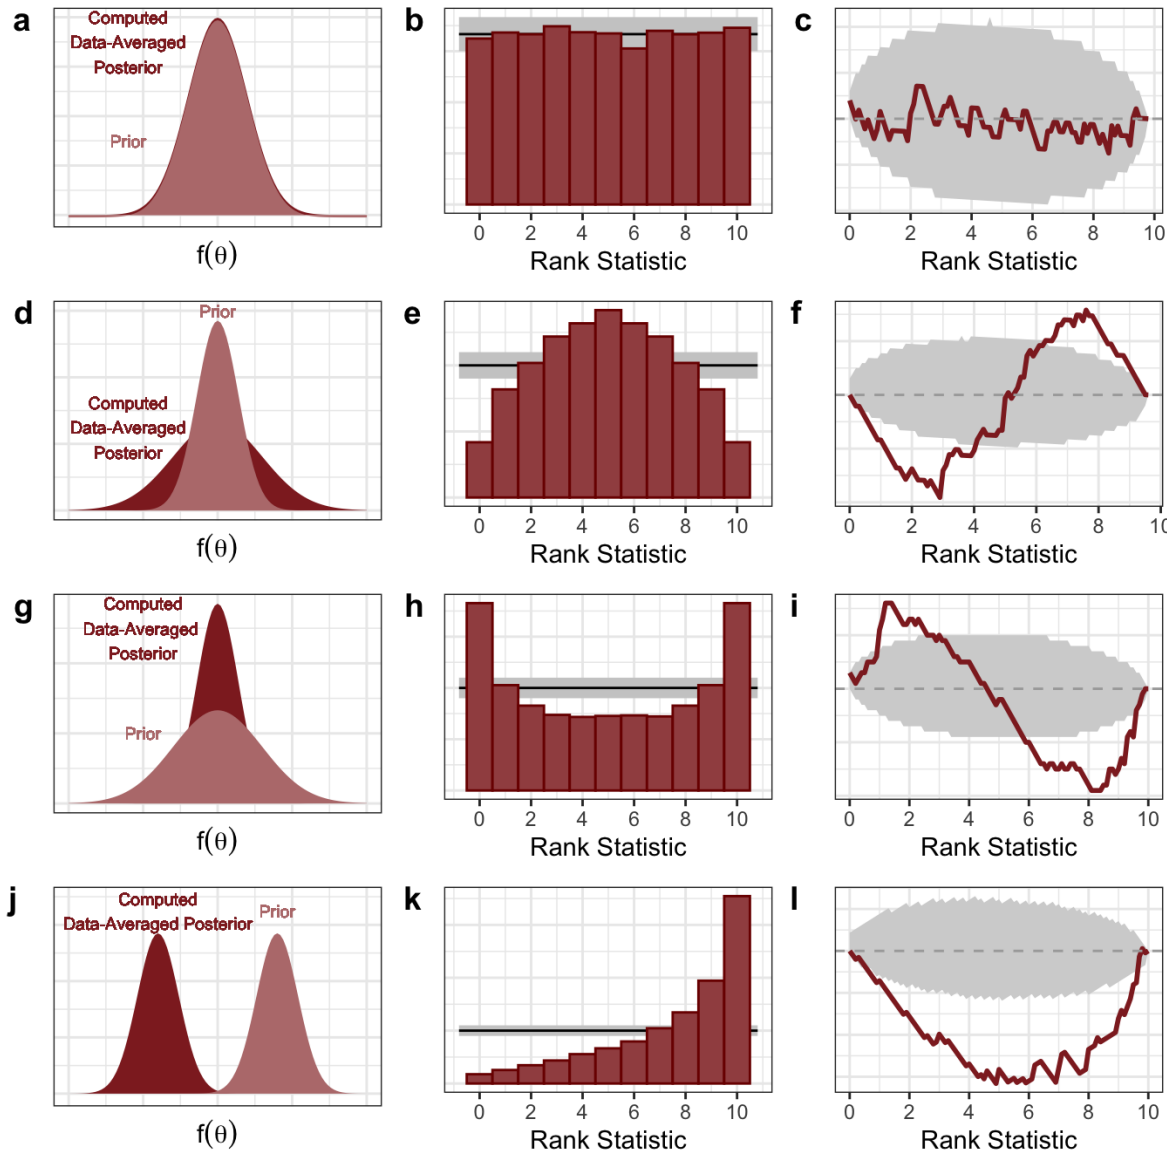 a
Computed
Data-Averaged
Posterior
Prior
f(θ)
b
0 2 4 6 8 10
Rank Statistic
c
0 2 4 6 8 10
Rank Statistic
d
Prior
Computed
Data-Averaged
Posterior
f(θ)
e
0 2 4 6 8 10
Rank Statistic
f
0 2 4 6 8 10
Rank Statistic
g
Computed
Data-Averaged
Posterior
Prior
f(θ)
h
0 2 4 6 8 10
Rank Statistic
i
0 2 4 6 8 10
Rank Statistic
j
Computed
Data-Averaged Posterior
Prior
f(θ)
k
0 2 4 6 8 10
Rank Statistic
l
0 2 4 6 8 10
Rank Statistic